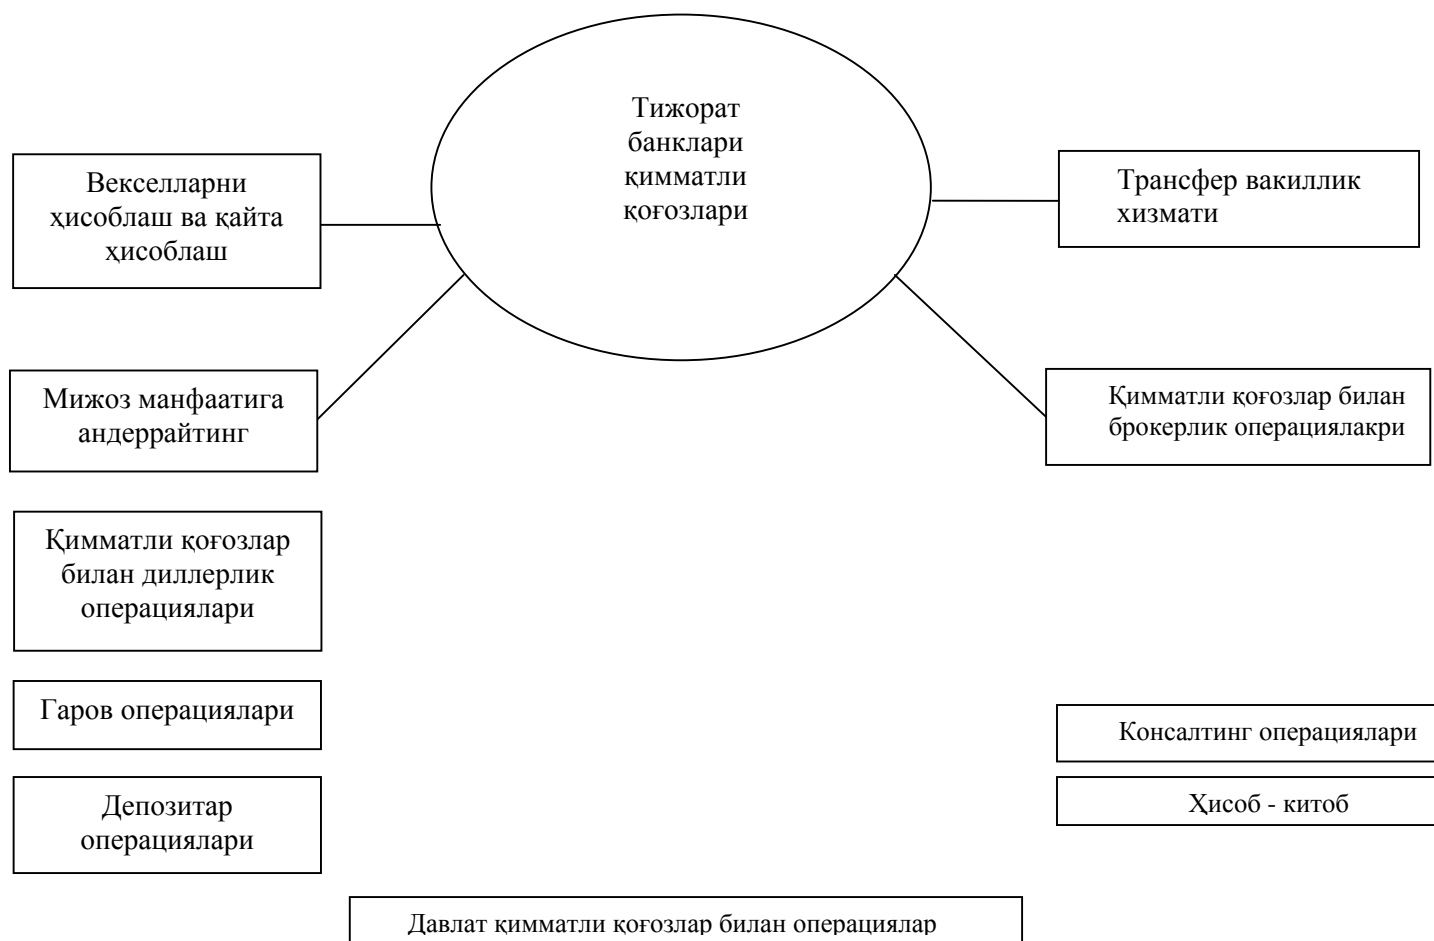 Тижорат
банклари
қимматли
қоғозлари
Векселларни
ҳисоблаш ва қайта
ҳисоблаш
Трансфер вакиллик
хизмати
Мижоз манфаатига
андеррайтинг
Қимматли қоғозлар билан
брокерлик операциялакри
Қимматли қоғозлар
билан диллерлик
операциялари
Гаров операциялари
Консалтинг операциялари
Депозитар
операциялари
Ҳисоб - китоб
Давлат қимматли қоғозлар билан операциялар